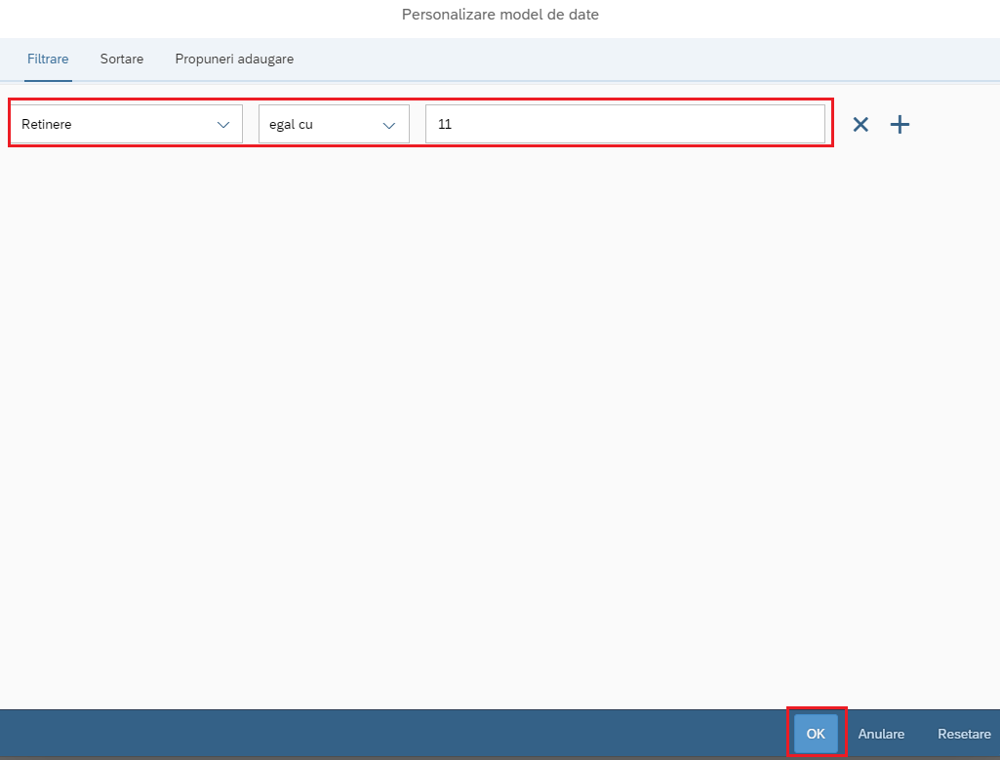 Personalizare model de date
Filtrare Sortare Propuneri adaugare
Retinere egal cu 11
OK Anulare Resetare